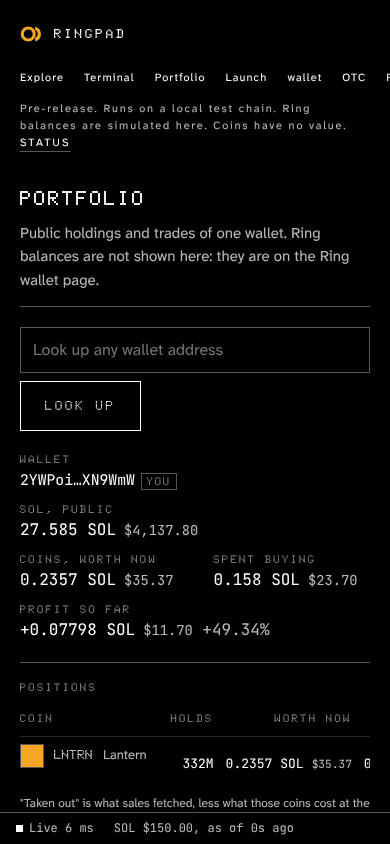 RINGPAD
Explore Terminal Portfolio Launch wallet OTC
Pre-release. Runs on a local test chain. Ring
balances are simulated here. Coins have no value.
STATUS
PORTFOLIO
Public holdings and trades of one wallet. Ring
balances are not shown here: they are on the Ring
wallet page.
Look up any wallet address
LOOK UP
WALLET
2YWPoi…XN9WmW YOU
SOL, PUBLIC
27.585 SOL $4,137.80
COINS, WORTH NOW SPENT BUYING
0.2357 SOL $35.37 0.158 SOL $23.70
PROFIT SO FAR
+0.07798 SOL $11.70 +49.34%
POSITIONS
COIN HOLDS WORTH NOW
LNTRN Lantern 332M 0.2357 SOL $35.37
"Taken out" is what sales fetched, less what those coins cost at the
Live 6 ms SOL $150.00, as of 0s ago